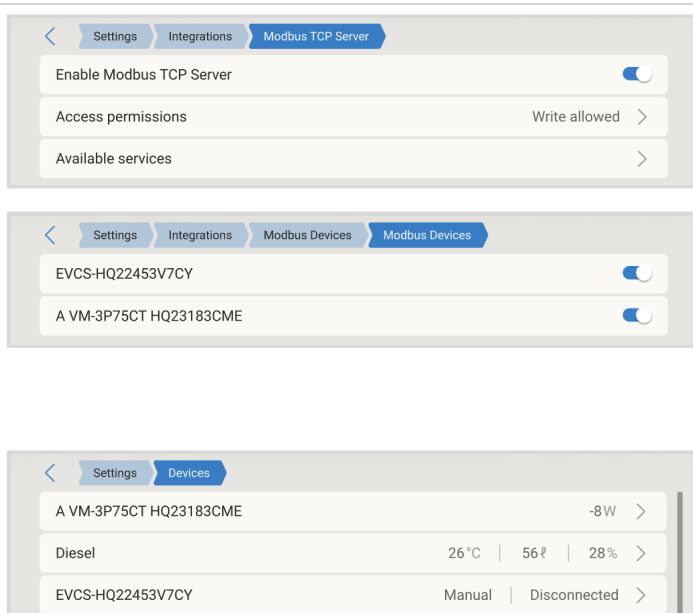 Settings Integrations Modbus TCP Server
Enable Modbus TCP Server
Access permissions Write allowed
Available services
Settings Integrations Modbus Devices Modbus Devices
EVCS-HQ22453V7CY
A VM-3P75CT HQ23183CME
Settings Devices
A VM-3P75CT HQ23183CME -8W
Diesel 26°C 56ℓ 28%
EVCS-HQ22453V7CY Manual Disconnected